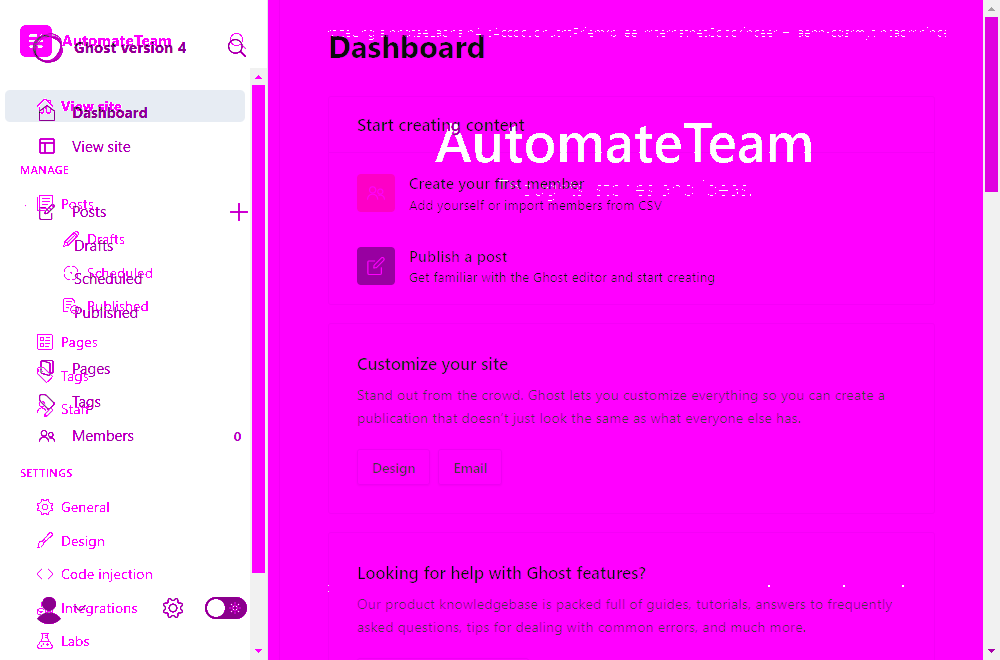 AutomateTeam
Ghost version 4
View site
Dashboard
View site
MANAGE
Posts
Posts
Drafts
Drafts
Scheduled
Scheduled
Published
Published
Pages
Pages
Tags
Tags
Staff
Members 0
SETTINGS
General
Design
Code injection
Integrations
Labs
Dashboard
Start creating content
AutomateTeam
Create your first member
Add yourself or import members from CSV
Publish a post
Get familiar with the Ghost editor and start creating
Customize your site
Stand out from the crowd. Ghost lets you customize everything so you can create a
publication that doesn't just look the same as what everyone else has.
Design Email
Looking for help with Ghost features?
Our product knowledgebase is packed full of guides, tutorials, answers to frequently
asked questions, tips for dealing with common errors, and much more.